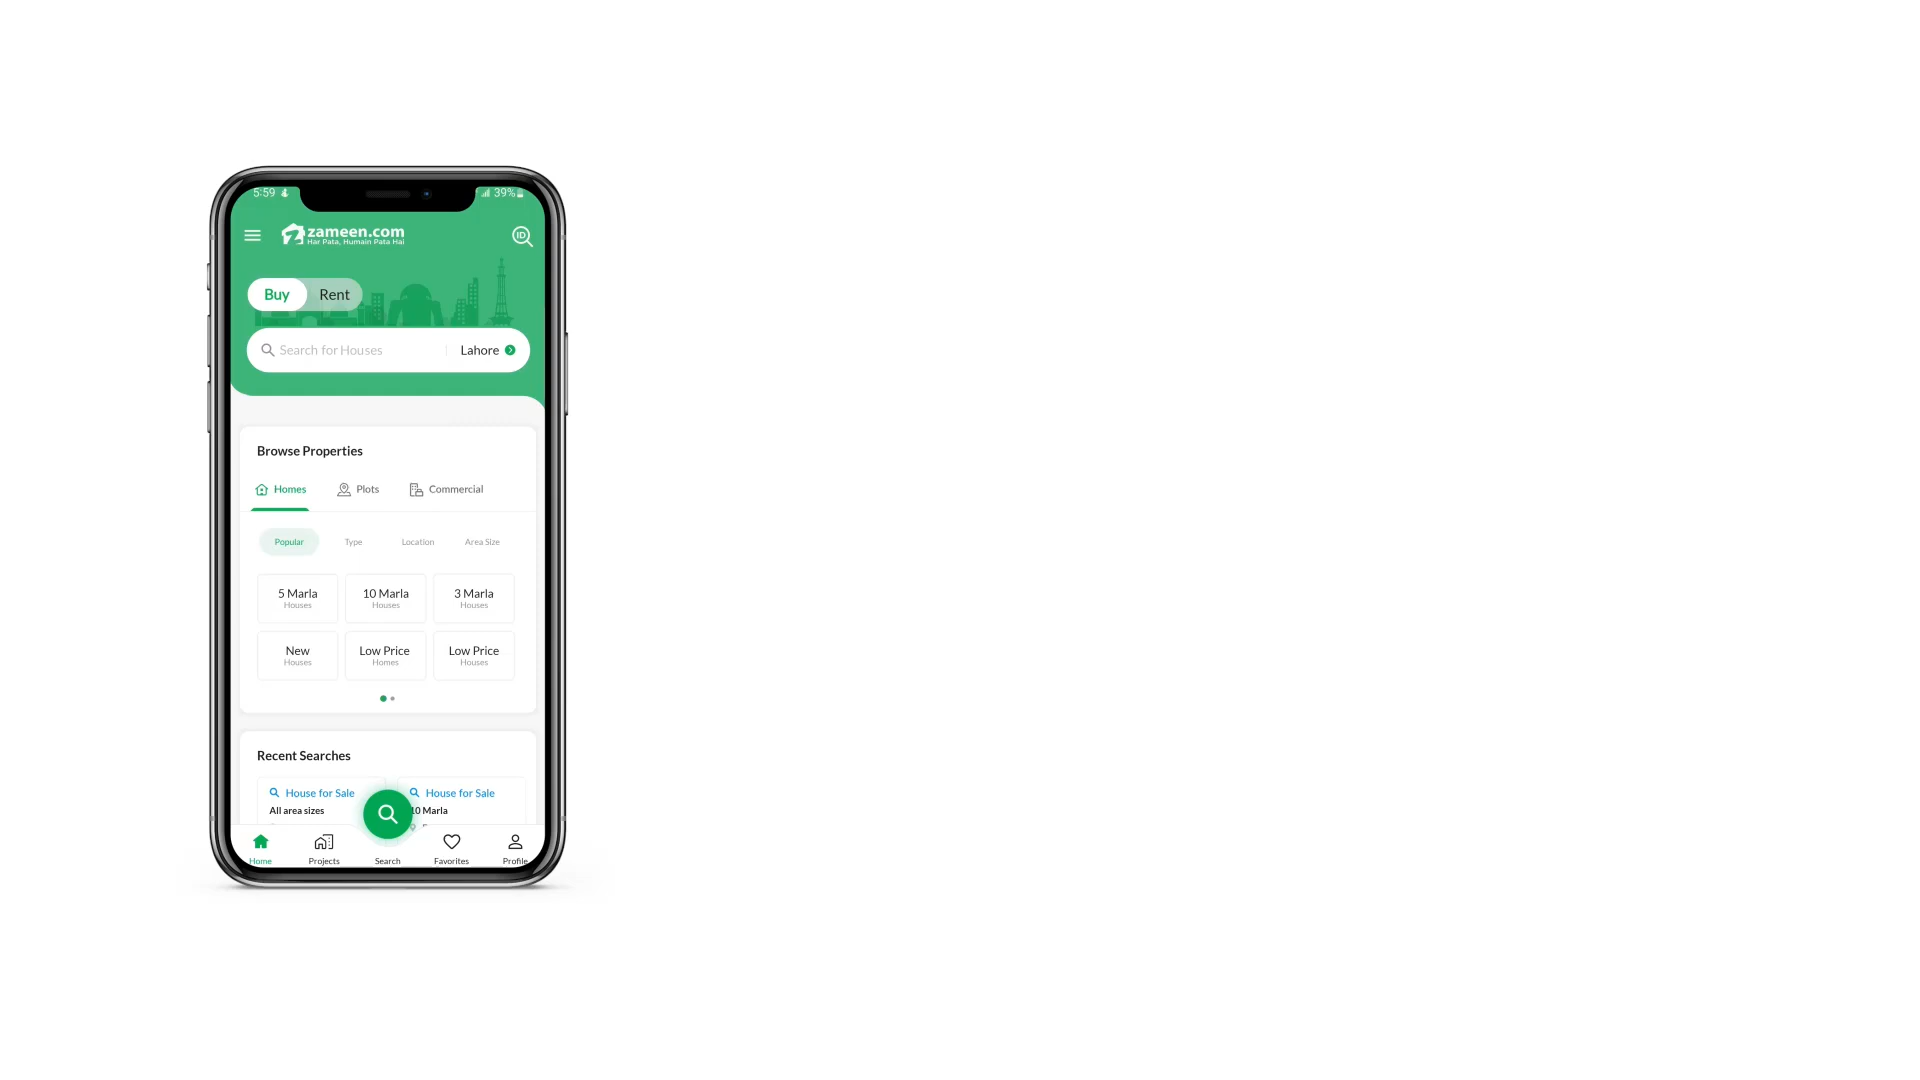 5:59 39%
zameen.com
Har Pata, Humain Pata Hai
ID
Buy Rent
Search for Houses Lahore
Browse Properties
Homes Plots Commercial
Popular Type Location Area Size
5 Marla 10 Marla 3 Marla
Houses Houses Houses
New Low Price Low Price
Houses Homes Houses
Recent Searches
House for Sale House for Sale
All area sizes 10 Marla
Home Projects Search Favorites Profile